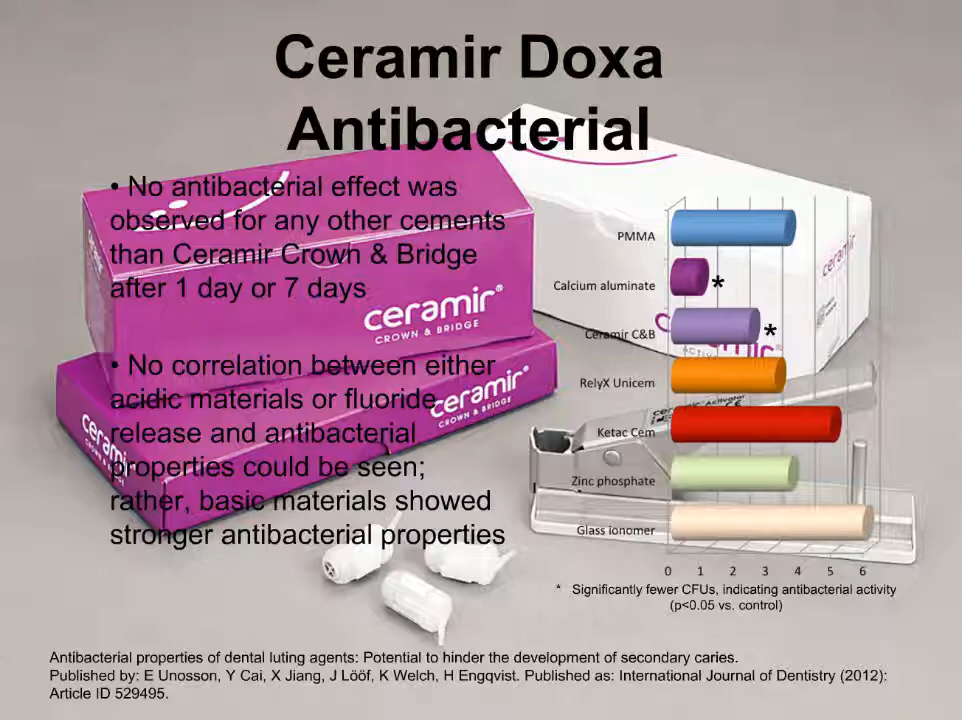 Ceramir Doxa
Antibacterial
• No antibacterial effect was
observed for any other cements
than Ceramir Crown & Bridge
after 1 day or 7 days
• No correlation between either
acidic materials or fluoride
release and antibacterial
properties could be seen;
rather, basic materials showed
stronger antibacterial properties
ceramir®
CROWN & BRIDGE
ceramir®
CROWN & BRIDGE
ceramir
PMMA
Calcium aluminate
*
Ceramir C&B
*
RelyX Unicem
Ketac Cem
Zinc phosphate
Glass ionomer
0 1 2 3 4 5 6
* Significantly fewer CFUs, indicating antibacterial activity
(p<0.05 vs. control)
Antibacterial properties of dental luting agents: Potential to hinder the development of secondary caries.
Published by: E Unosson, Y Cai, X Jiang, J Lööf, K Welch, H Engqvist. Published as: International Journal of Dentistry (2012):
Article ID 529495.